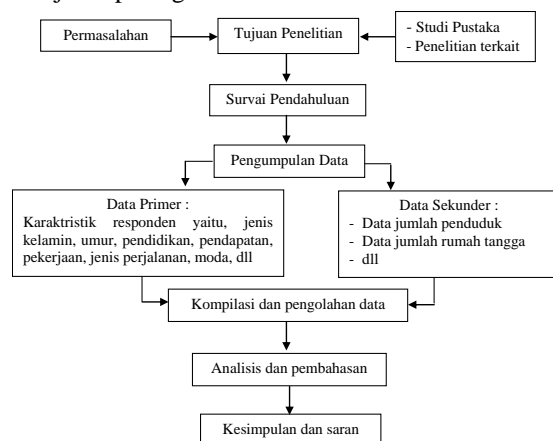 Permasalahan
Tujuan Penelitian
- Studi Pustaka
- Penelitian terkait
Survai Pendahuluan
Pengumpulan Data
Data Primer :
Karaktristik responden yaitu, jenis
kelamin, umur, pendidikan, pendapatan,
pekerjaan, jenis perjalanan, moda, dll
Data Sekunder :
- Data jumlah penduduk
- Data jumlah rumah tangga
- dll
Kompilasi dan pengolahan data
Analisis dan pembahasan
Kesimpulan dan saran